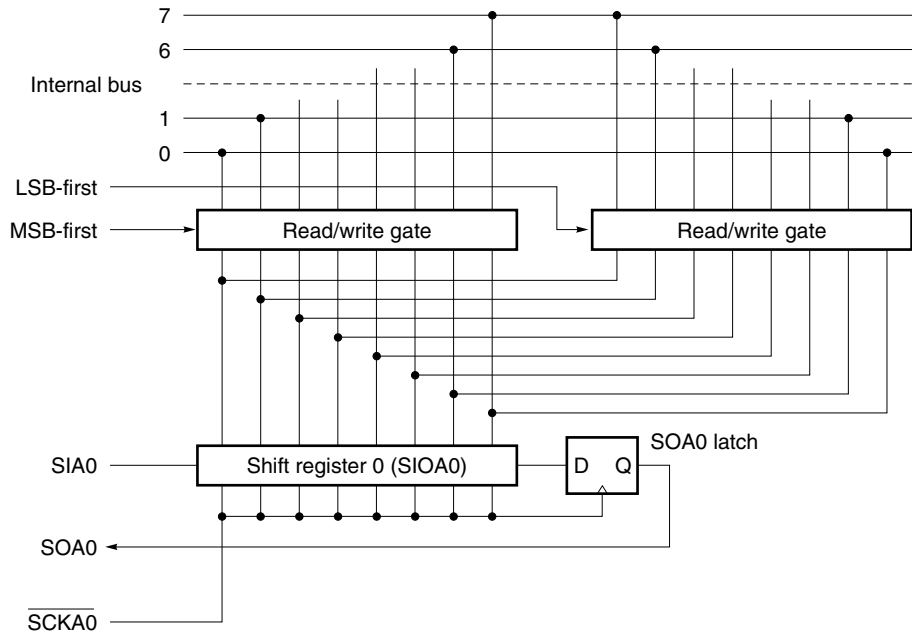 7
6
Internal bus
1
0
LSB-first
MSB-first
Read/write gate
Read/write gate
SOA0 latch
SIA0
Shift register 0 (SIOA0)
D Q
SOA0
SCKA0